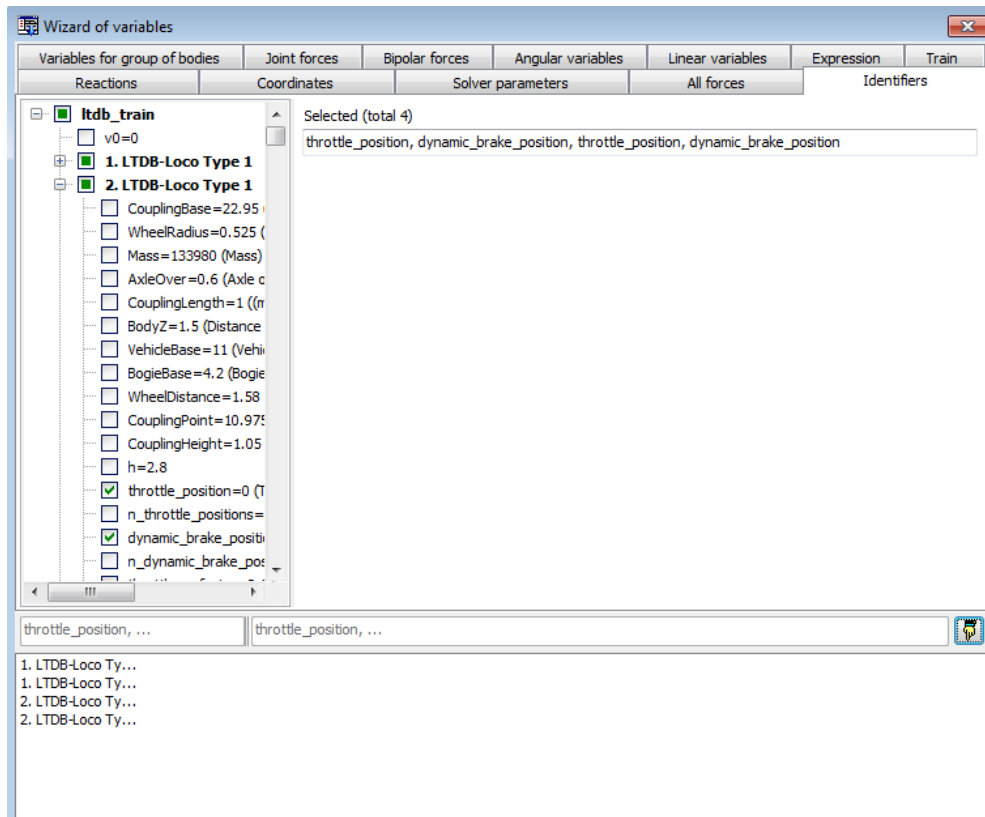 Wizard of variables
Variables for group of bodies Joint forces Bipolar forces Angular variables Linear variables Expression Train
Reactions Coordinates Solver parameters All forces Identifiers
ltdb_train
v0=0
1. LTDB-Loco Type 1
2. LTDB-Loco Type 1
CouplingBase=22.95 (
WheelRadius=0.525 (
Mass=133980 (Mass)
AxleOver=0.6 (Axle o
CouplingLength=1 ((m
BodyZ=1.5 (Distance
VehicleBase=11 (Vehi
BogieBase=4.2 (Bogie
WheelDistance=1.58
CouplingPoint=10.975
CouplingHeight=1.05
h=2.8
throttle_position=0 (T
n_throttle_positions=
dynamic_brake_positi
n_dynamic_brake_pos
Selected (total 4)
throttle_position, dynamic_brake_position, throttle_position, dynamic_brake_position
throttle_position, ... throttle_position, ...
1. LTDB-Loco Ty...
1. LTDB-Loco Ty...
2. LTDB-Loco Ty...
2. LTDB-Loco Ty...